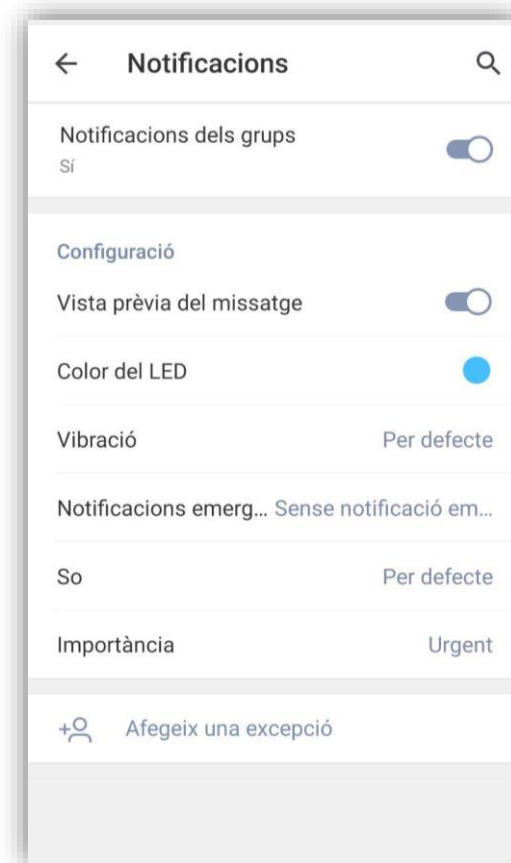 Notificacions
Notificacions dels grups
Sí
Configuració
Vista prèvia del missatge
Color del LED
Vibració Per defecte
Notificacions emerg... Sense notificació em...
So Per defecte
Importància Urgent
Afegeix una excepció